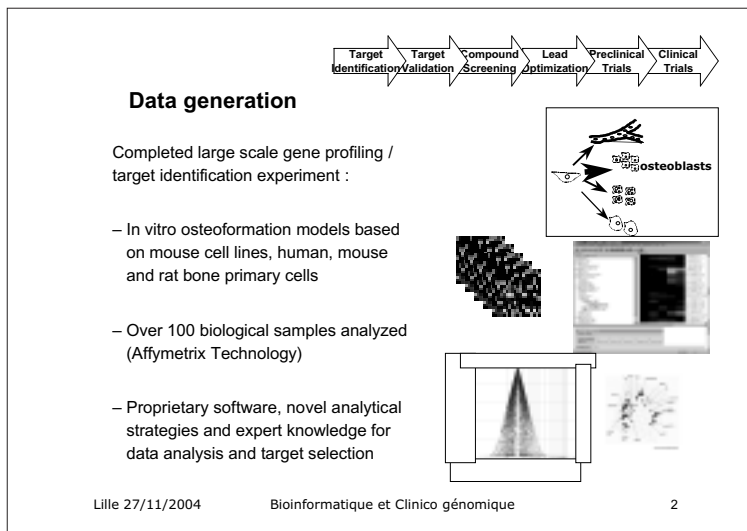 Target Target Compound Lead Preclinical Clinical
Identification Validation Screening Optimization Trials Trials
Data generation
Completed large scale gene profiling /
target identification experiment :
osteoblasts
– In vitro osteoformation models based
on mouse cell lines, human, mouse
and rat bone primary cells
– Over 100 biological samples analyzed
(Affymetrix Technology)
– Proprietary software, novel analytical
strategies and expert knowledge for
data analysis and target selection
Lille 27/11/2004 Bioinformatique et Clinico génomique 2